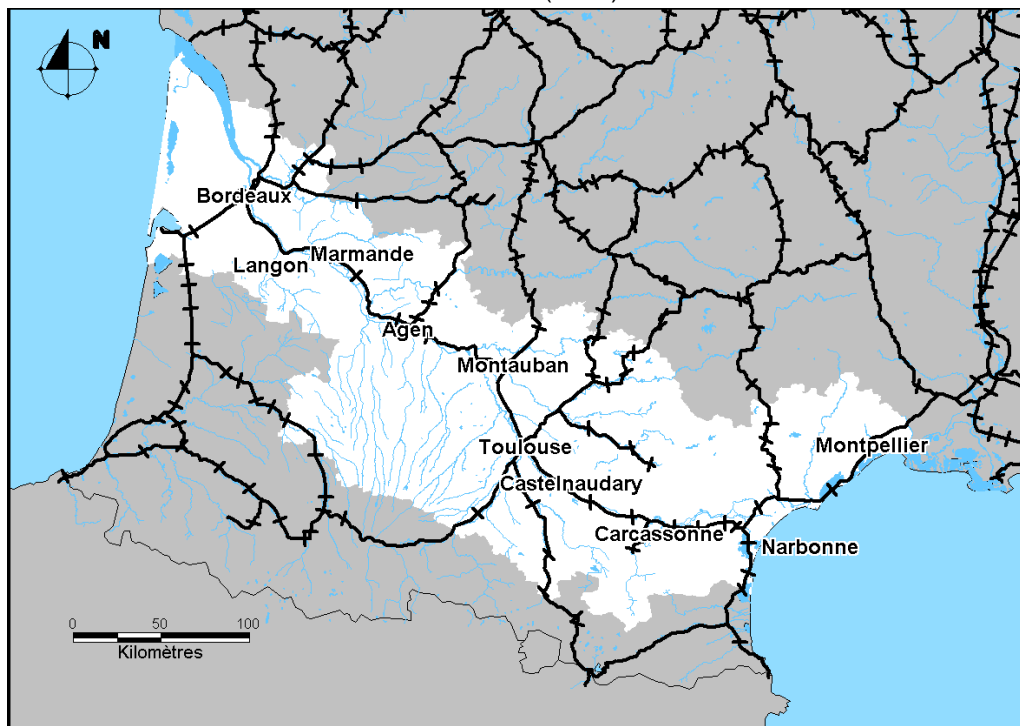 N
Bordeaux
Langon
Marmande
Agen
Montauban
Toulouse
Castelnaudary
Montpellier
Carcassonne
Narbonne
0 50 100
Kilomètres